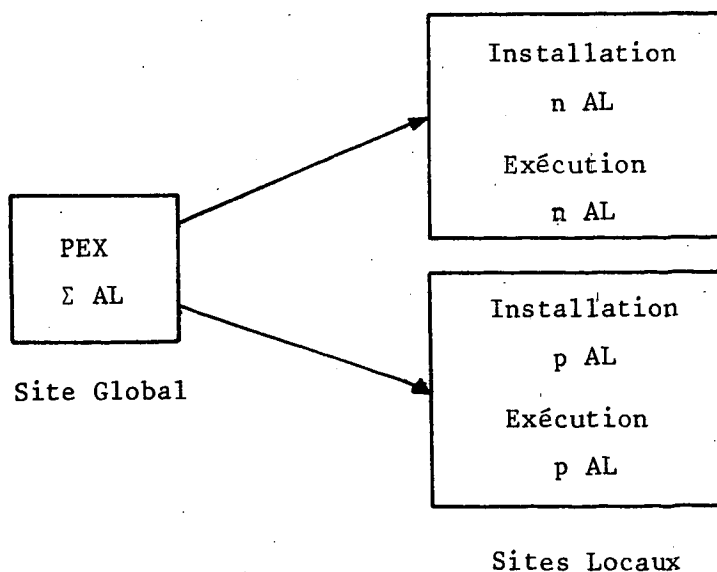 PEX
Σ AL
Site Global
Installation
n AL
Exécution
n AL
Installation
p AL
Exécution
p AL
Sites Locaux